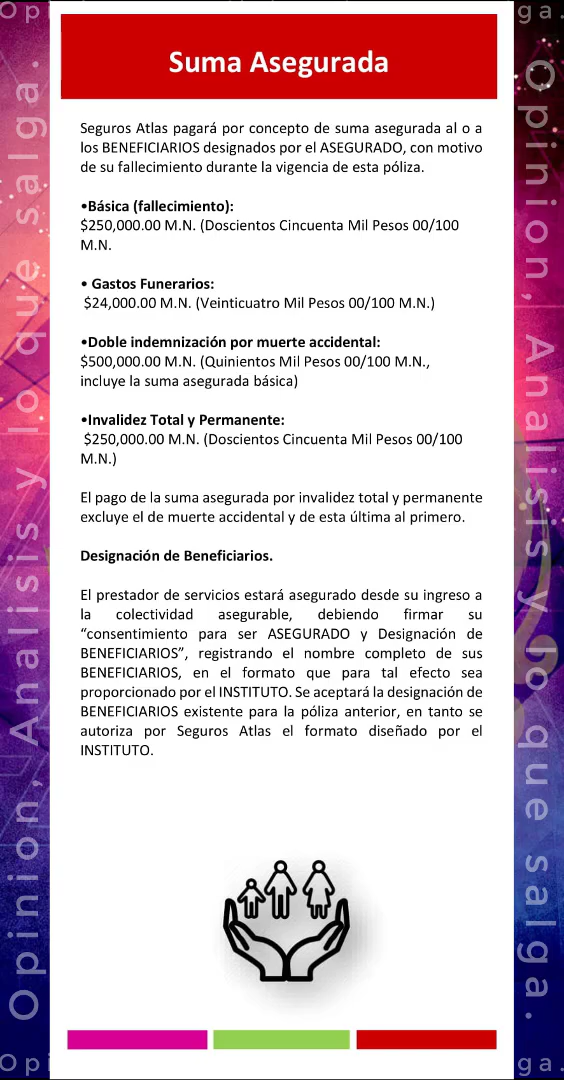 Opi
ga.
Opinion, Analisis y lo que salga.
Suma Asegurada
Seguros Atlas pagará por concepto de suma asegurada al o a
los BENEFICIARIOS designados por el ASEGURADO, con motivo
de su fallecimiento durante la vigencia de esta póliza.
•Básica (fallecimiento):
$250,000.00 M.N. (Doscientos Cincuenta Mil Pesos 00/100
M.N.
• Gastos Funerarios:
$24,000.00 M.N. (Veinticuatro Mil Pesos 00/100 M.N.)
•Doble indemnización por muerte accidental:
$500,000.00 M.N. (Quinientos Mil Pesos 00/100 M.N.,
incluye la suma asegurada básica)
•Invalidez Total y Permanente:
$250,000.00 M.N. (Doscientos Cincuenta Mil Pesos 00/100
M.N.)
El pago de la suma asegurada por invalidez total y permanente
excluye el de muerte accidental y de esta última al primero.
Designación de Beneficiarios.
El prestador de servicios estará asegurado desde su ingreso a
la colectividad asegurable, debiendo firmar su
“consentimiento para ser ASEGURADO y Designación de
BENEFICIARIOS”, registrando el nombre completo de sus
BENEFICIARIOS, en el formato que para tal efecto sea
proporcionado por el INSTITUTO. Se aceptará la designación de
BENEFICIARIOS existente para la póliza anterior, en tanto se
autoriza por Seguros Atlas el formato diseñado por el
INSTITUTO.
Opinion, Analisis y lo que salga.
Opi
ga.